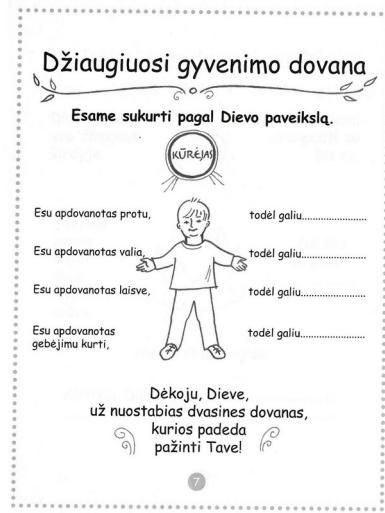 Džiaugiuosi gyvenimo dovana
Esame sukurti pagal Dievo paveikslą.
KŪRĖJAS
Esu apdovanotas protu, todėl galiu.......................
Esu apdovanotas valia, todėl galiu.......................
Esu apdovanotas laisve, todėl galiu.......................
Esu apdovanotas todėl galiu.......................
gebėjimu kurti,
Dėkoju, Dieve,
už nuostabias dvasines dovanas,
kurios padeda
pažinti Tave!
7